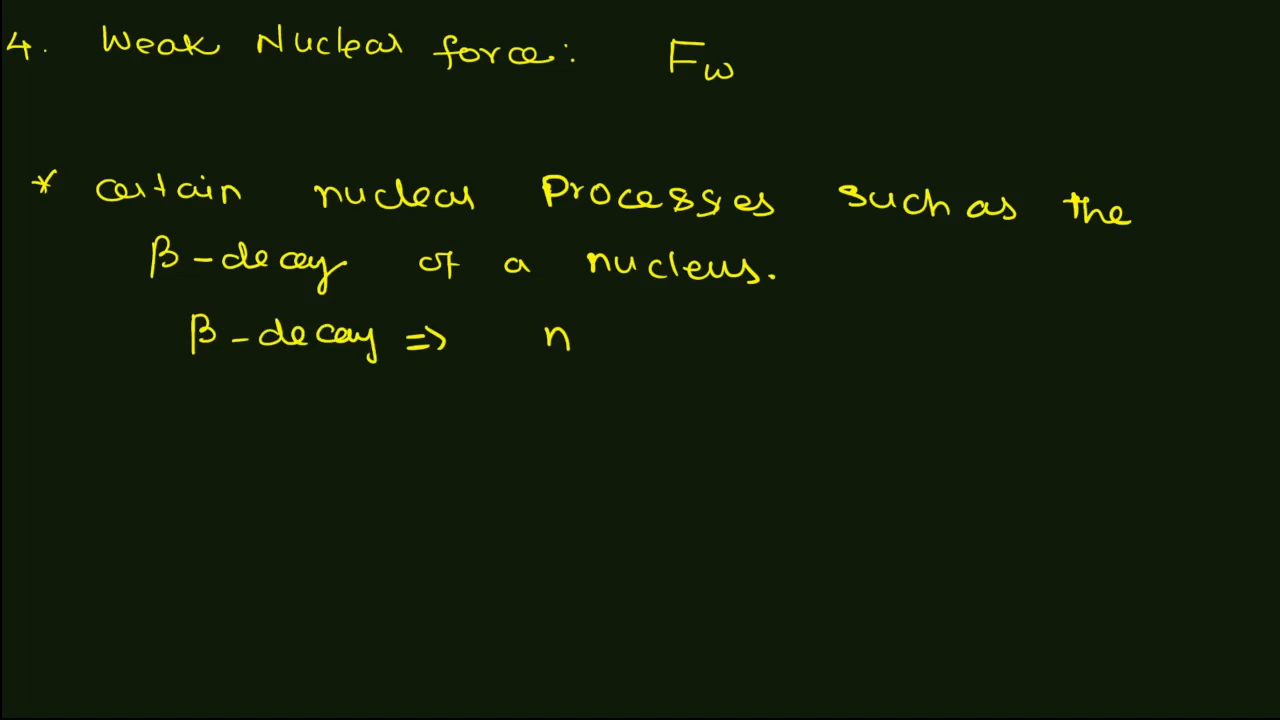 4. Weak Nuclear force: Fw
* certain nuclear Processes such as the
β-decay of a nucleus.
β-decay => n